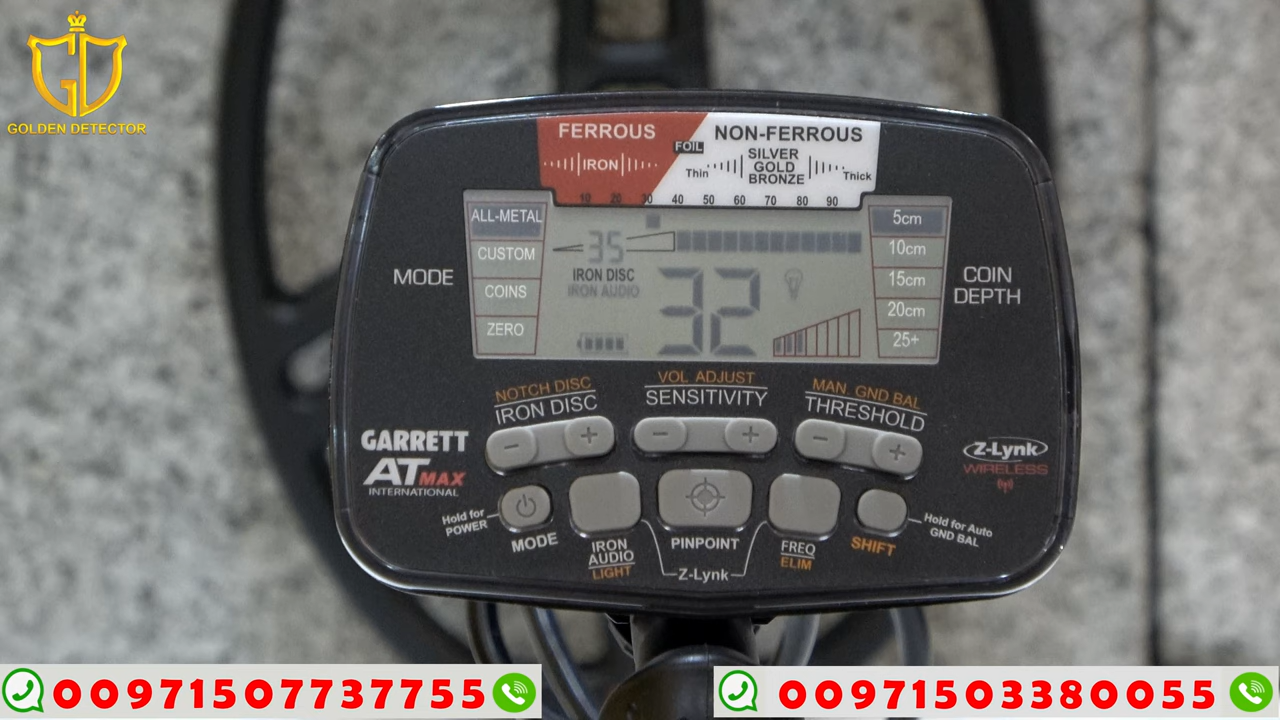 GOLDEN DETECTOR
FERROUS
NON-FERROUS
IRON
FOIL
Thin
SILVER
GOLD
BRONZE
Thick
10 20 30 40 50 60 70 80 90
MODE
ALL-METAL
CUSTOM
COINS
ZERO
35
IRON DISC
IRON AUDIO
32
5cm
10cm
15cm
20cm
25+
COIN
DEPTH
NOTCH DISC
IRON DISC
VOL ADJUST
SENSITIVITY
MAN GND BAL
THRESHOLD
− +
− +
− +
GARRETT
AT MAX
INTERNATIONAL
Z-Lynk
WIRELESS
Hold for
POWER
MODE
IRON
AUDIO
LIGHT
PINPOINT
Z-Lynk
FREQ
ELIM
SHIFT
Hold for Auto
GND BAL
00971507737755
00971503380055